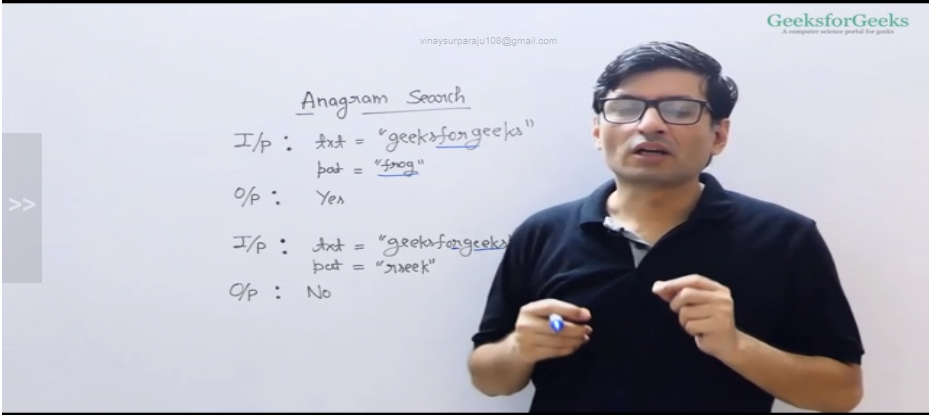 GeeksforGeeks
A computer science portal for geeks
vinaysurparaju108@gmail.com
Anagram Search
I/p : txt = "geeksforgeeks"
pat = "frog"
O/p : Yes
>>
I/p : txt = "geeksforgeeks
pat = "rseek"
O/p : No